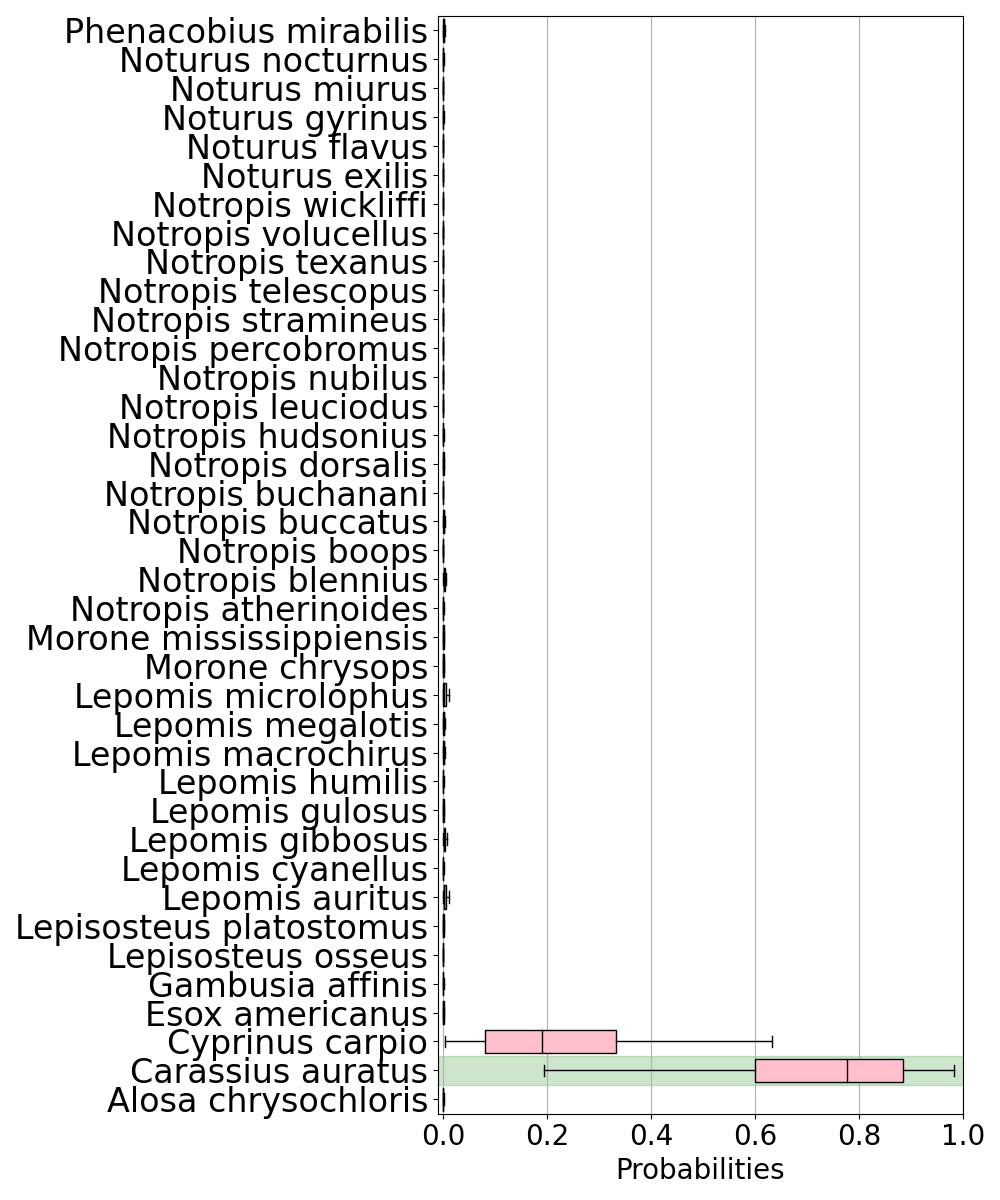 Phenacobius mirabilis
Noturus nocturnus
Noturus miurus
Noturus gyrinus
Noturus flavus
Noturus exilis
Notropis wickliffi
Notropis volucellus
Notropis texanus
Notropis telescopus
Notropis stramineus
Notropis percobromus
Notropis nubilus
Notropis leuciodus
Notropis hudsonius
Notropis dorsalis
Notropis buchanani
Notropis buccatus
Notropis boops
Notropis blennius
Notropis atherinoides
Morone mississippiensis
Morone chrysops
Lepomis microlophus
Lepomis megalotis
Lepomis macrochirus
Lepomis humilis
Lepomis gulosus
Lepomis gibbosus
Lepomis cyanellus
Lepomis auritus
Lepisosteus platostomus
Lepisosteus osseus
Gambusia affinis
Esox americanus
Cyprinus carpio
Carassius auratus
Alosa chrysochloris
0.0 0.2 0.4 0.6 0.8 1.0
Probabilities